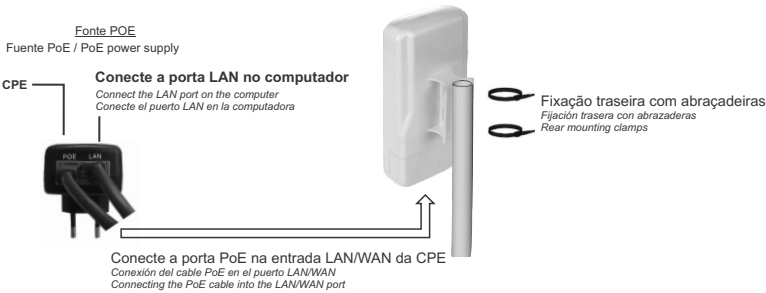 Fonte POE
Fuente PoE / PoE power supply
CPE
Conecte a porta LAN no computador
Connect the LAN port on the computer
Conecte el puerto LAN en la computadora
POE LAN
Fixação traseira com abraçadeiras
Fijación trasera con abrazaderas
Rear mounting clamps
Conecte a porta PoE na entrada LAN/WAN da CPE
Conexión del cable PoE en el puerto LAN/WAN
Connecting the PoE cable into the LAN/WAN port